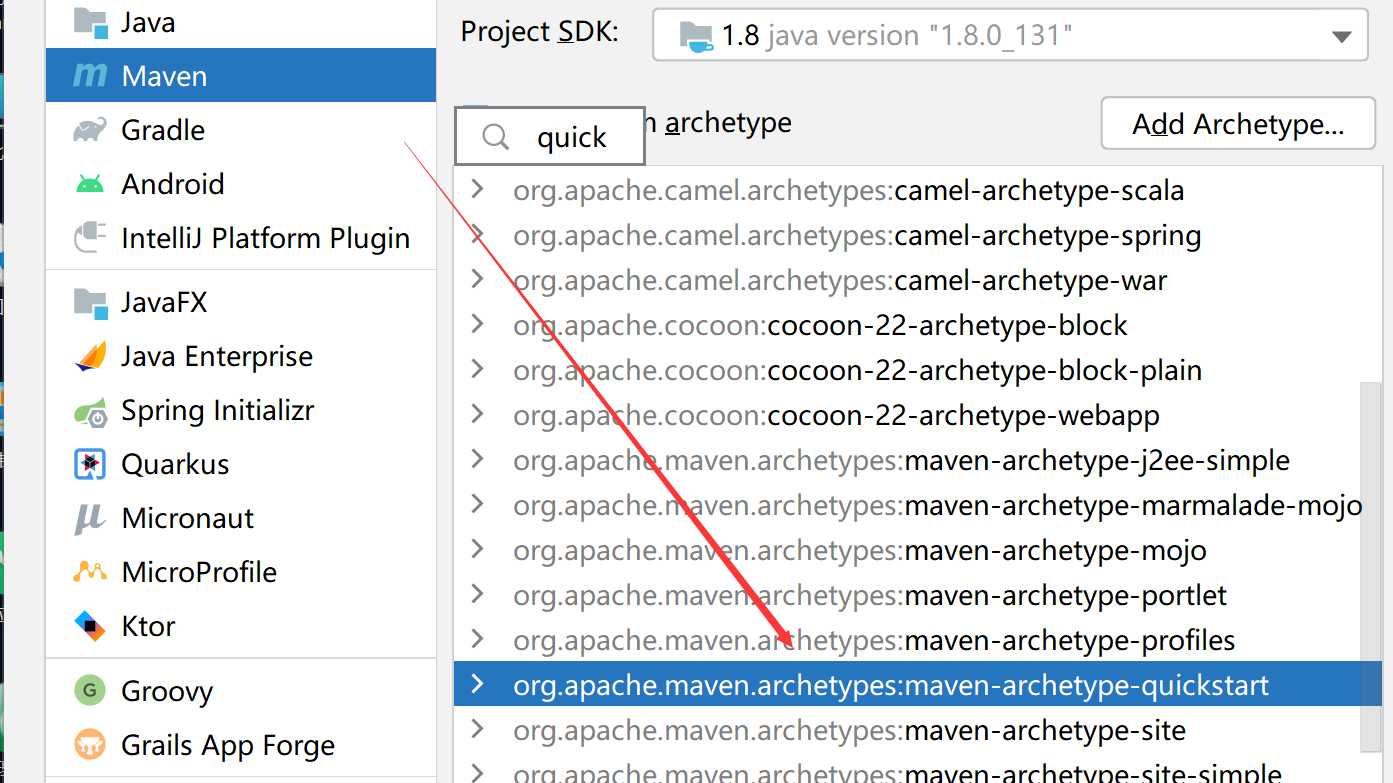 Java
Maven
Gradle
Android
IntelliJ Platform Plugin
JavaFX
Java Enterprise
Spring Initializr
Quarkus
Micronaut
MicroProfile
Ktor
Groovy
Grails App Forge
Project SDK:
1.8 java version "1.8.0_131"
quick
archetype
Add Archetype...
org.apache.camel.archetypes:camel-archetype-scala
org.apache.camel.archetypes:camel-archetype-spring
org.apache.camel.archetypes:camel-archetype-war
org.apache.cocoon:cocoon-22-archetype-block
org.apache.cocoon:cocoon-22-archetype-block-plain
org.apache.cocoon:cocoon-22-archetype-webapp
org.apache.maven.archetypes:maven-archetype-j2ee-simple
org.apache.maven.archetypes:maven-archetype-marmalade-mojo
org.apache.maven.archetypes:maven-archetype-mojo
org.apache.maven.archetypes:maven-archetype-portlet
org.apache.maven.archetypes:maven-archetype-profiles
org.apache.maven.archetypes:maven-archetype-quickstart
org.apache.maven.archetypes:maven-archetype-site
org.apache.maven.archetypes:maven-archetype-site-simple